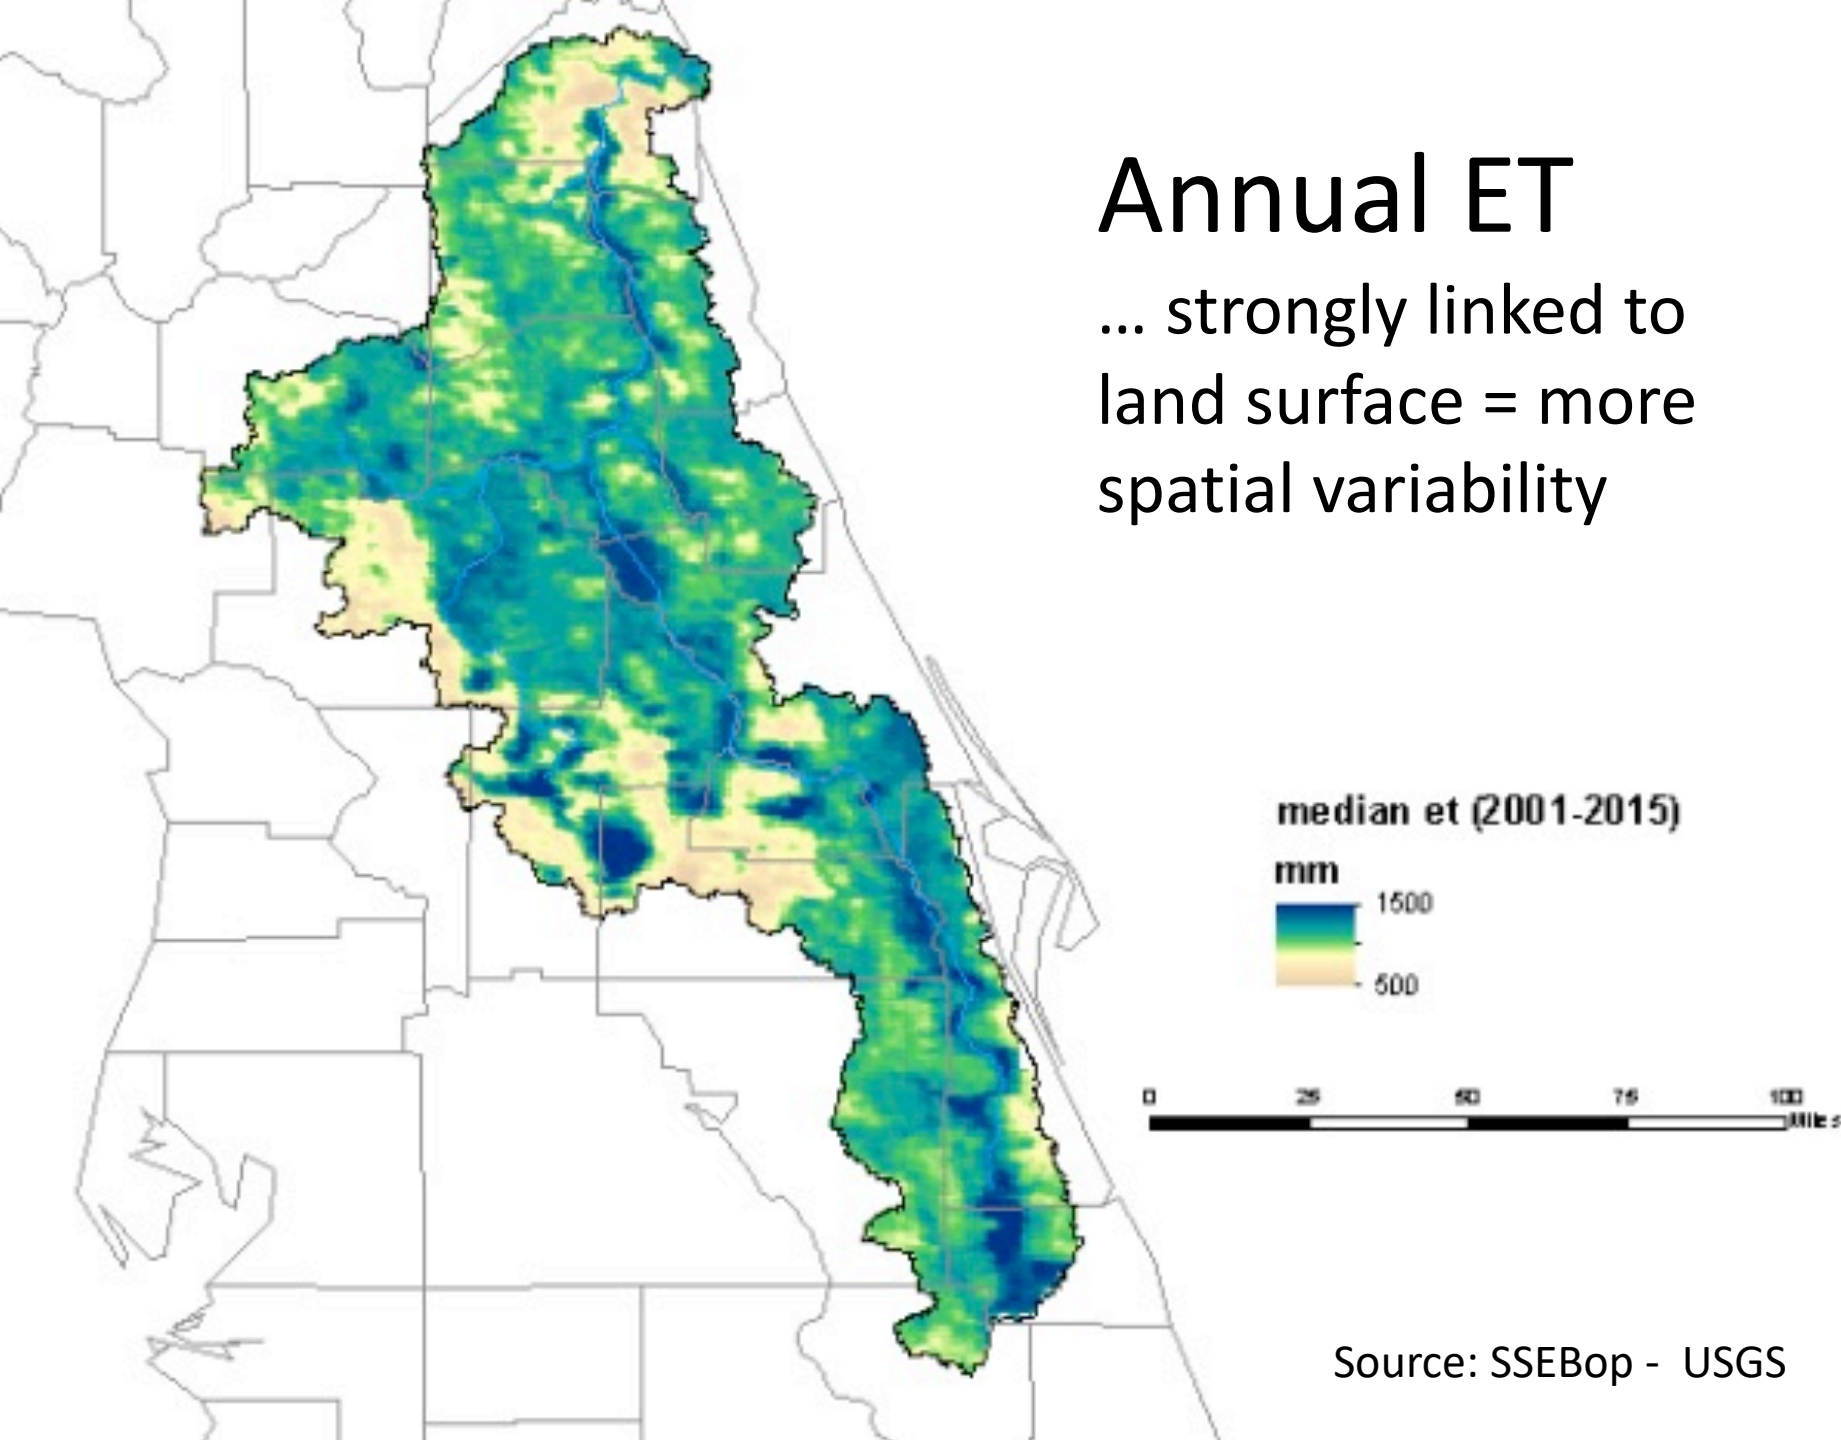 Annual ET
… strongly linked to
land surface = more
spatial variability
median et (2001-2015)
mm
1500
500
0 25 50 75 100
Miles
Source: SSEBop - USGS